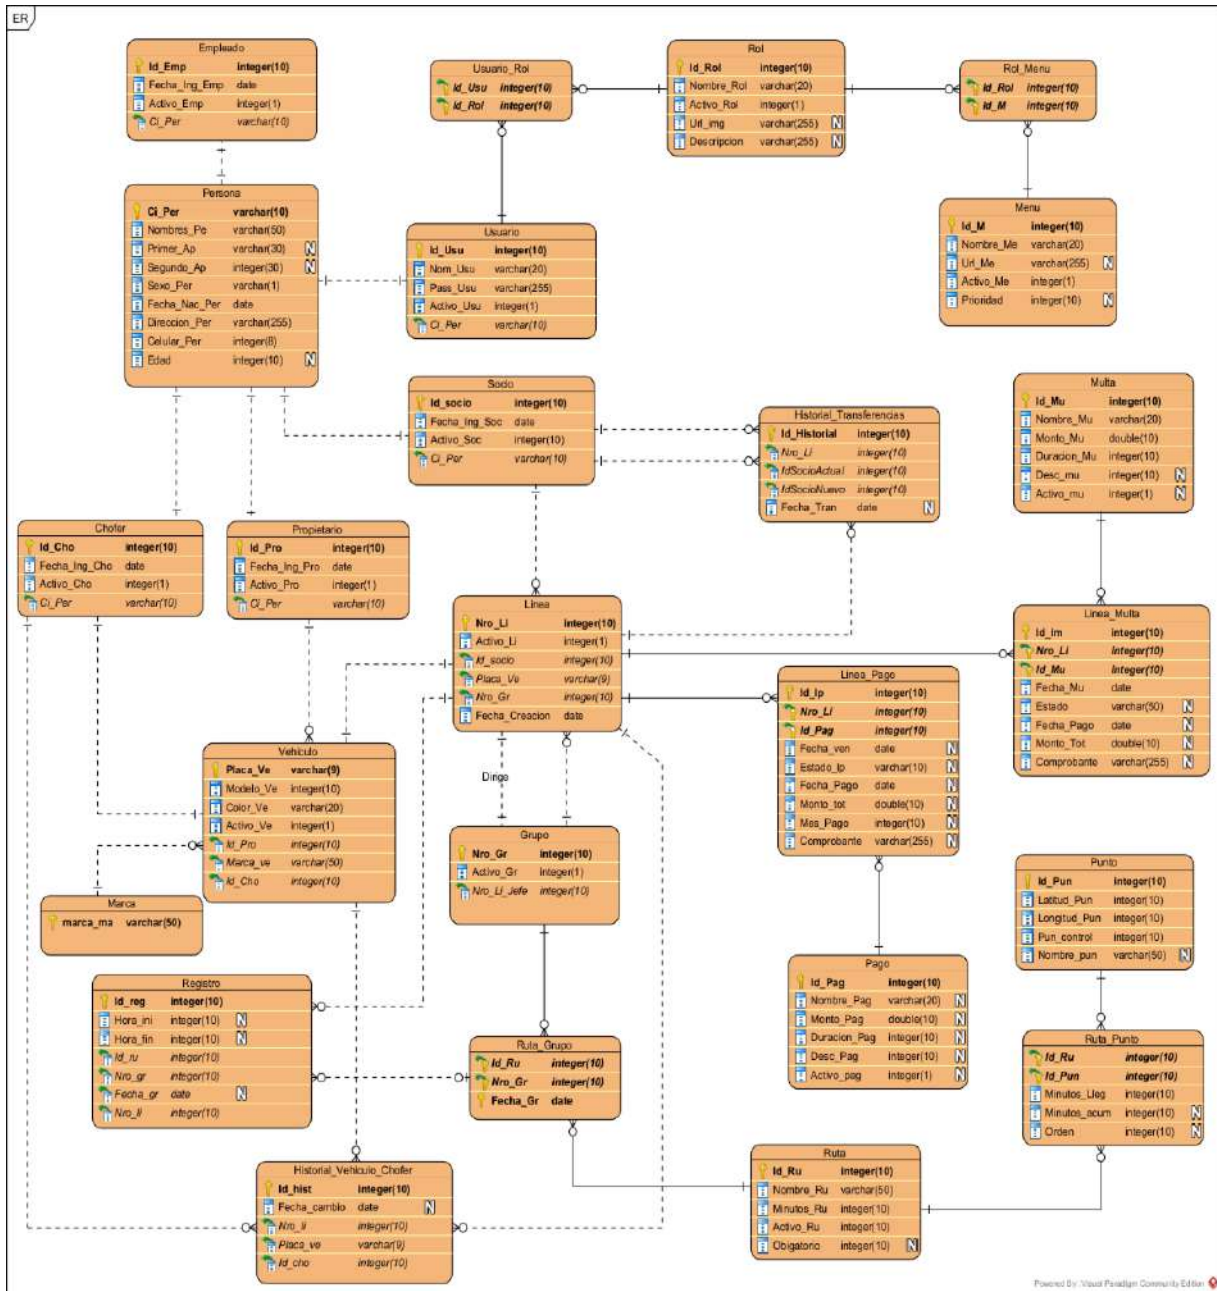 ER
Empleado
Id_Emp integer(10)
Fecha_Ing_Emp date
Activo_Emp integer(1)
Ci_Per varchar(10)
Usuario_Rol
Id_Usu integer(10)
Id_Rol integer(10)
Rol
Id_Rol integer(10)
Nombre_Rol varchar(20)
Activo_Rol integer(1)
Url_img varchar(255) N
Descripcion varchar(255) N
Rol_Menu
Id_Rol integer(10)
Id_M integer(10)
Persona
Ci_Per varchar(10)
Nombres_Pe varchar(50)
Primer_Ap varchar(30) N
Segundo_Ap integer(30) N
Sexo_Per varchar(1)
Fecha_Nac_Per date
Direccion_Per varchar(255)
Celular_Per integer(8)
Edad integer(10) N
Usuario
Id_Usu integer(10)
Nom_Usu varchar(20)
Pass_Usu varchar(255)
Activo_Usu integer(1)
Ci_Per varchar(10)
Menu
Id_M integer(10)
Nombre_Me varchar(20)
Url_Me varchar(255) N
Activo_Me integer(1)
Prioridad integer(10) N
Socio
Id_socio integer(10)
Fecha_Ing_Soc date
Activo_Soc integer(10)
Ci_Per varchar(10)
Historial_Transferencias
Id_Historial integer(10)
Nro_Li integer(10)
IdSocioActual integer(10)
IdSocioNuevo integer(10)
Fecha_Tran date N
Multa
Id_Mu integer(10)
Nombre_Mu varchar(20)
Monto_Mu double(10)
Duracion_Mu integer(10)
Desc_mu integer(10) N
Activo_mu integer(1) N
Chofer
Id_Cho integer(10)
Fecha_Ing_Cho date
Activo_Cho integer(1)
Ci_Per varchar(10)
Propietario
Id_Pro integer(10)
Fecha_Ing_Pro date
Activo_Pro integer(1)
Ci_Per varchar(10)
Linea
Nro_Li integer(10)
Activo_Li integer(1)
Id_socio integer(10)
Placa_Ve varchar(9)
Nro_Gr integer(10)
Fecha_Creacion date
Linea_Multa
Id_lm integer(10)
Nro_Li integer(10)
Id_Mu integer(10)
Fecha_Mu date
Estado varchar(50) N
Fecha_Pago date N
Monto_Tot double(10) N
Comprobante varchar(255) N
Linea_Pago
Id_lp integer(10)
Nro_Li integer(10)
Id_Pag integer(10)
Fecha_ven date N
Estado_lp varchar(10) N
Fecha_Pago date N
Monto_tot double(10) N
Mes_Pago integer(10) N
Comprobante varchar(255) N
Vehículo
Placa_Ve varchar(9)
Modelo_Ve integer(10)
Color_Ve varchar(20)
Activo_Ve integer(1)
Id_Pro integer(10)
Marca_ve varchar(50)
Id_Cho integer(10)
Dirige
Grupo
Nro_Gr integer(10)
Activo_Gr integer(1)
Nro_Li_Jefe integer(10)
Marca
marca_ma varchar(50)
Punto
Id_Pun integer(10)
Latitud_Pun integer(10)
Longitud_Pun integer(10)
Pun_control integer(10)
Nombre_pun varchar(50) N
Pago
Id_Pag integer(10)
Nombre_Pag varchar(20) N
Monto_Pag double(10) N
Duracion_Pag integer(10) N
Desc_Pag integer(10) N
Activo_pag integer(1) N
Registro
Id_reg integer(10)
Hora_ini integer(10) N
Hora_fin integer(10) N
Id_ru integer(10)
Nro_gr integer(10)
Fecha_gr date N
Nro_li integer(10)
Ruta_Grupo
Id_Ru integer(10)
Nro_Gr integer(10)
Fecha_Gr date
Ruta_Punto
Id_Ru integer(10)
Id_Pun integer(10)
Minutos_Lleg integer(10)
Minutos_acum integer(10) N
Orden integer(10) N
Historial_Vehiculo_Chofer
Id_hist integer(10)
Fecha_cambio date N
Nro_li integer(10)
Placa_ve varchar(9)
Id_cho integer(10)
Ruta
Id_Ru integer(10)
Nombre_Ru varchar(50)
Minutos_Ru integer(10)
Activo_Ru integer(10)
Obligatorio integer(10) N
Powered By: Visual Paradigm Community Edition